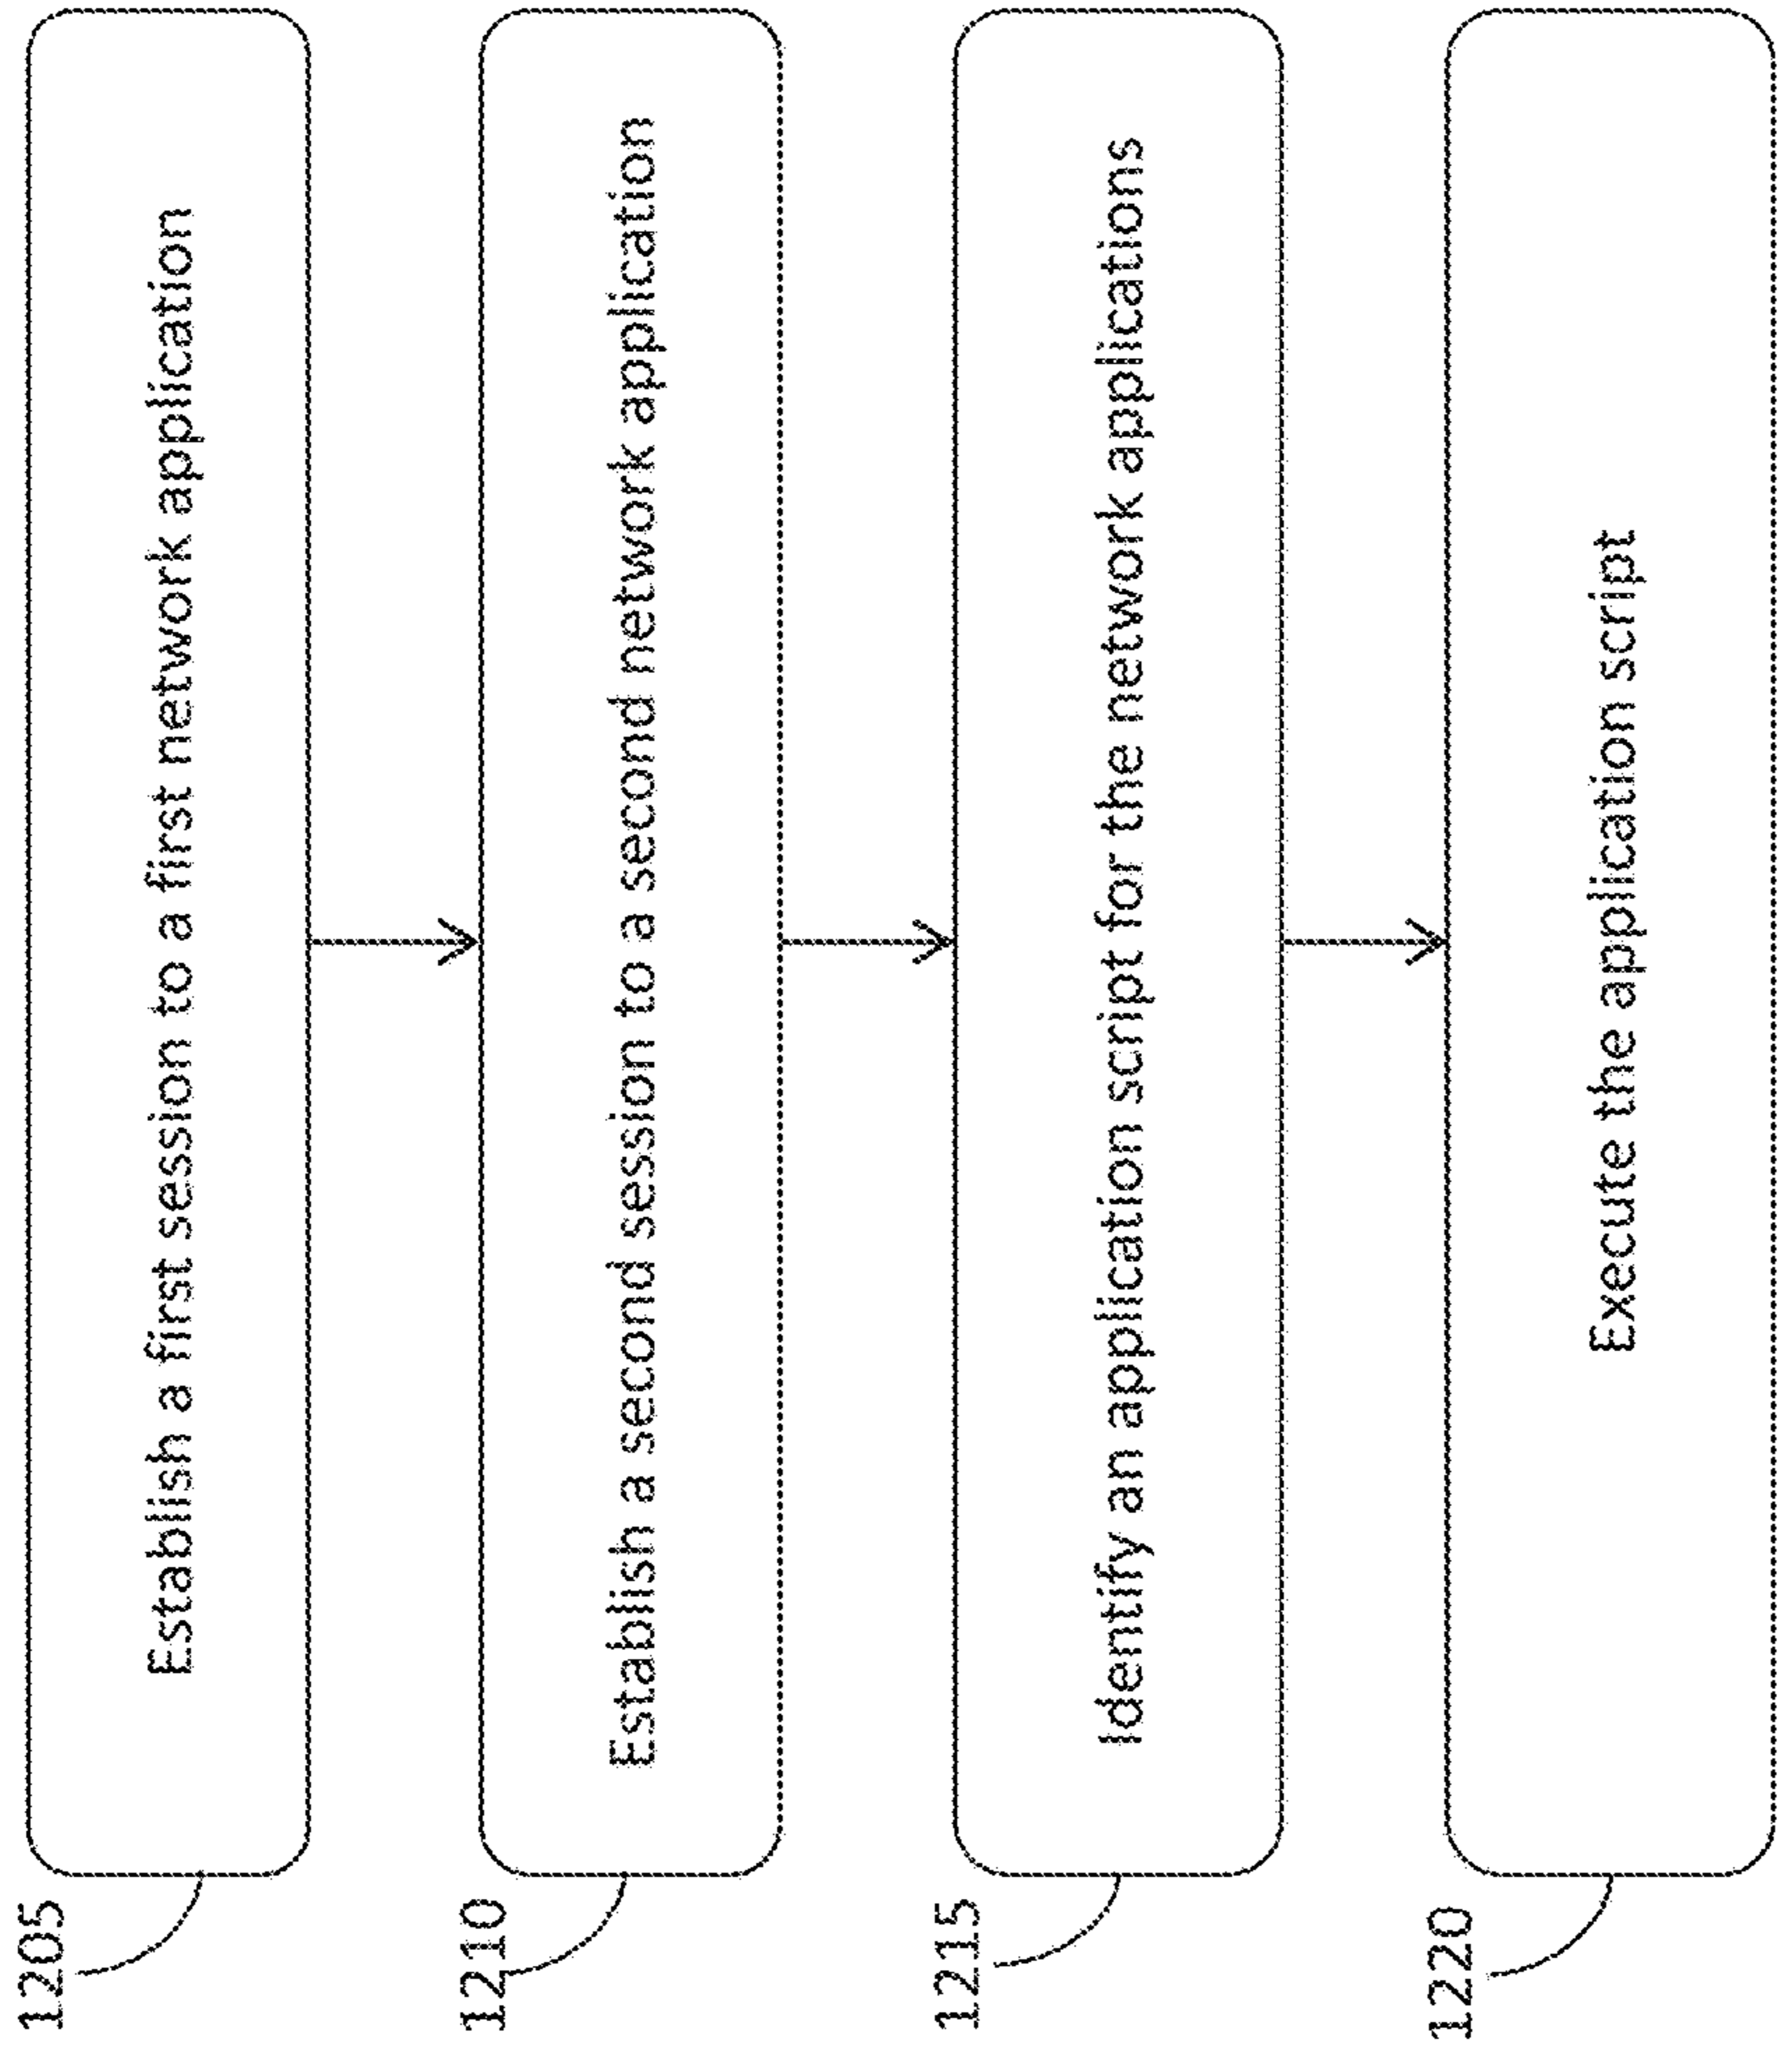 1205
Establish a first session to a first network application
1210
Establish a second session to a second network application
1215
Identify an application script for the network applications
1220
Execute the application script